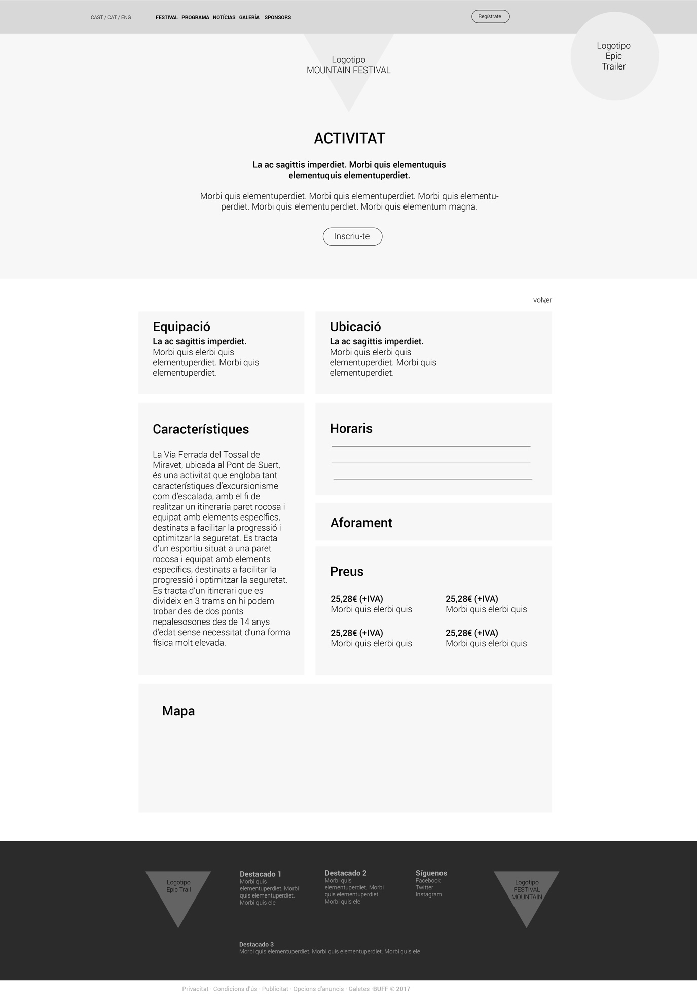 CAST / CAT / ENG
FESTIVAL PROGRAMA NOTÍCIAS GALERÍA SPONSORS
Regístrate
Logotipo
Epic
Trailer
Logotipo
MOUNTAIN FESTIVAL
ACTIVITAT
La ac sagittis imperdiet. Morbi quis elementuquis
elementuquis elementuperdiet.
Morbi quis elementuperdiet. Morbi quis elementuperdiet. Morbi quis elementu-
perdiet. Morbi quis elementuperdiet. Morbi quis elementum magna.
Inscriu-te
volver
Equipació
La ac sagittis imperdiet.
Morbi quis elerbi quis
elementuperdiet. Morbi quis
elementuperdiet.
Ubicació
La ac sagittis imperdiet.
Morbi quis elerbi quis
elementuperdiet. Morbi quis
elementuperdiet.
Característiques
La Via Ferrada del Tossal de
Miravet, ubicada al Pont de Suert,
és una activitat que engloba tant
característiques d’excursionisme
com d’escalada, amb el fi de
realitzar un itineraria paret rocosa i
equipat amb elements específics,
destinats a facilitar la progressió i
optimitzar la seguretat. Es tracta
d’un esportiu situat a una paret
rocosa i equipat amb elements
específics, destinats a facilitar la
progressió i optimitzar la seguretat.
Es tracta d’un itinerari que es
divideix en 3 trams on hi podem
trobar des de dos ponts
nepalesosones des de 14 anys
d’edat sense necessitat d’una forma
física molt elevada.
Horaris
Aforament
Preus
25,28€ (+IVA)
Morbi quis elerbi quis
25,28€ (+IVA)
Morbi quis elerbi quis
25,28€ (+IVA)
Morbi quis elerbi quis
25,28€ (+IVA)
Morbi quis elerbi quis
Mapa
Logotipo
Epic Trail
Destacado 1
Morbi quis
elementuperdiet. Morbi
quis elementuperdiet.
Morbi quis ele
Destacado 2
Morbi quis
elementuperdiet. Morbi
quis elementuperdiet.
Morbi quis ele
Síguenos
Facebook
Twitter
Instagram
Logotipo
FESTIVAL
MOUNTAIN
Destacado 3
Morbi quis elementuperdiet. Morbi quis elementuperdiet. Morbi quis ele
Privacitat · Condicions d'ús · Publicitat · Opcions d'anuncis · Galetes ·BUFF © 2017